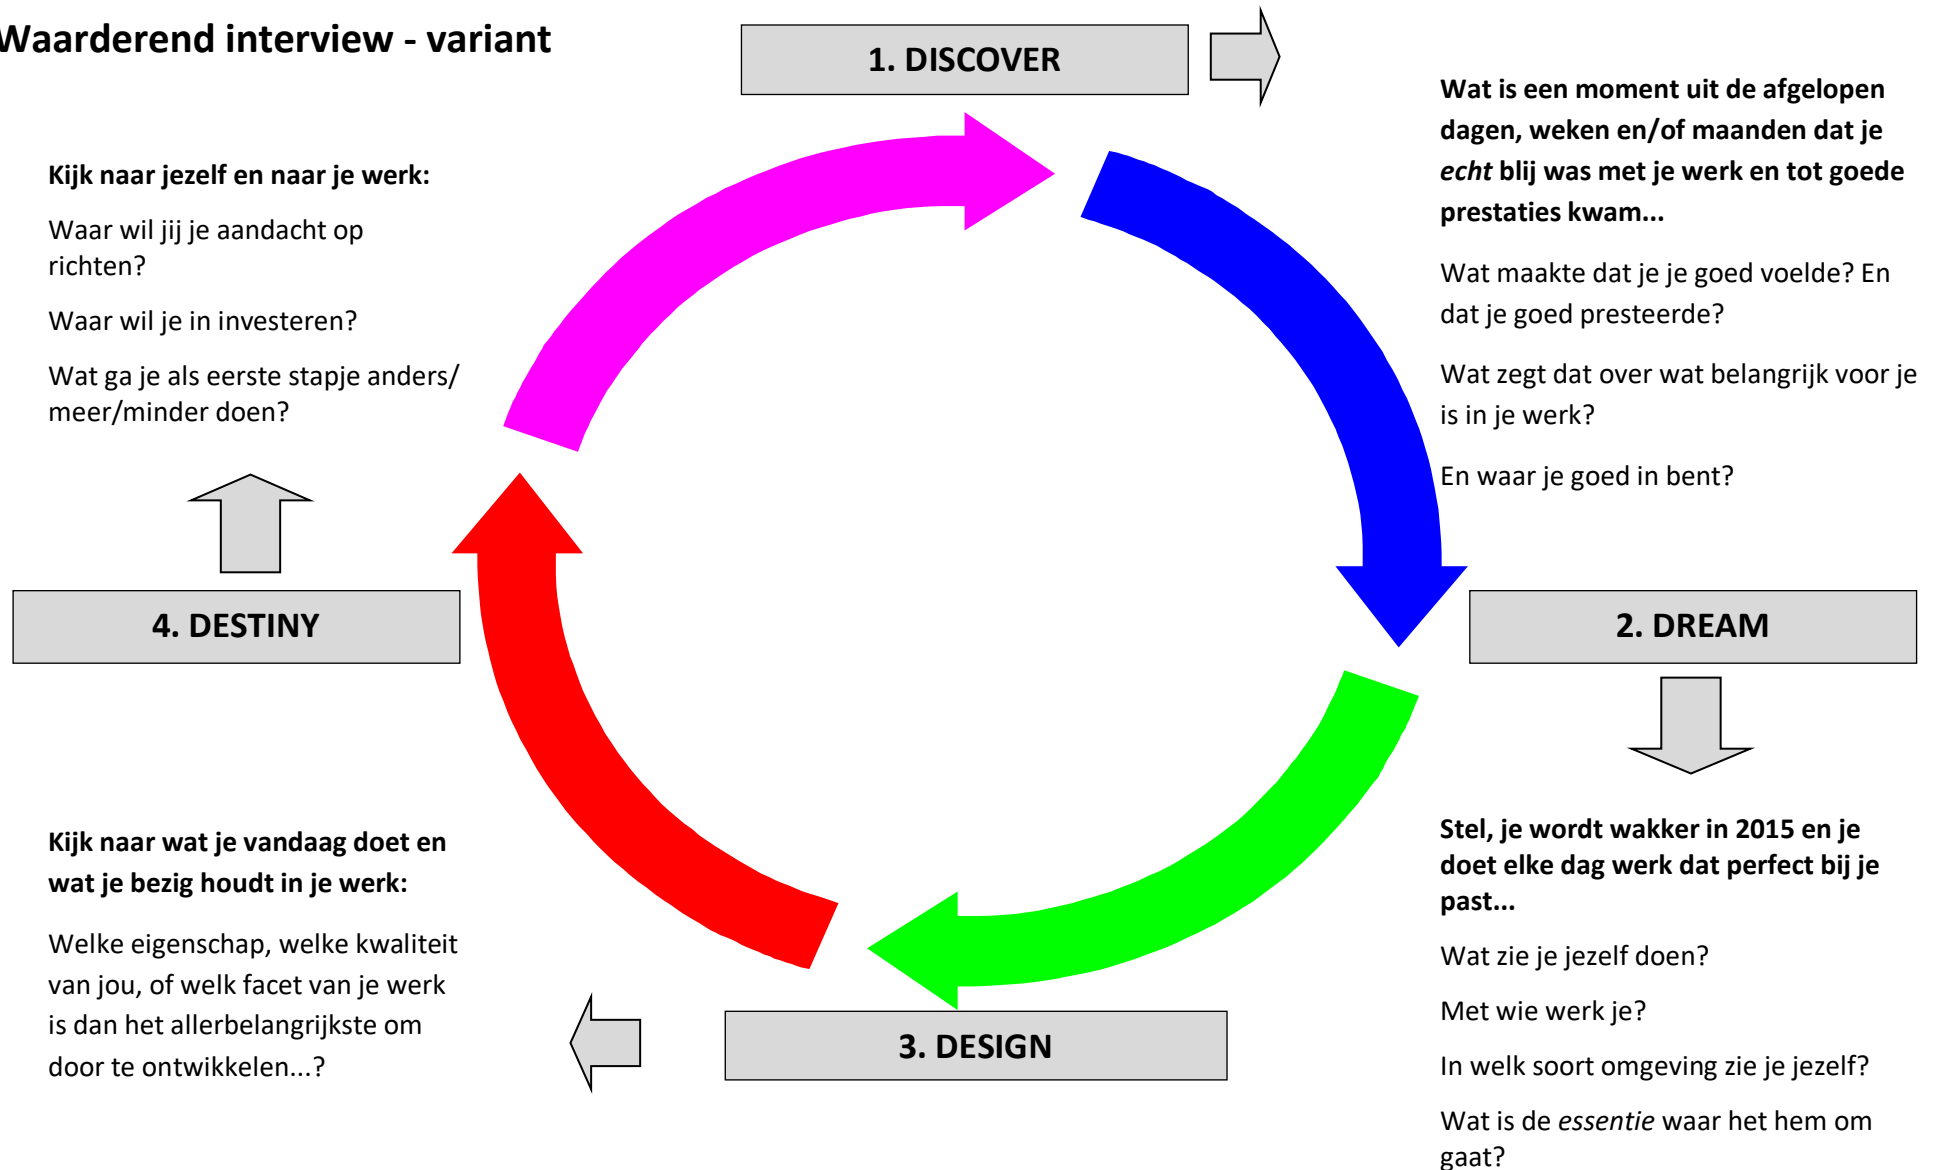 Waarderend interview - variant
1. DISCOVER
Wat is een moment uit de afgelopen
dagen, weken en/of maanden dat je
echt blij was met je werk en tot goede
prestaties kwam...
Wat maakte dat je je goed voelde? En
dat je goed presteerde?
Wat zegt dat over wat belangrijk voor je
is in je werk?
En waar je goed in bent?
2. DREAM
Stel, je wordt wakker in 2015 en je
doet elke dag werk dat perfect bij je
past...
Wat zie je jezelf doen?
Met wie werk je?
In welk soort omgeving zie je jezelf?
Wat is de essentie waar het hem om
gaat?
3. DESIGN
Kijk naar wat je vandaag doet en
wat je bezig houdt in je werk:
Welke eigenschap, welke kwaliteit
van jou, of welk facet van je werk
is dan het allerbelangrijkste om
door te ontwikkelen...?
4. DESTINY
Kijk naar jezelf en naar je werk:
Waar wil jij je aandacht op
richten?
Waar wil je in investeren?
Wat ga je als eerste stapje anders/
meer/minder doen?